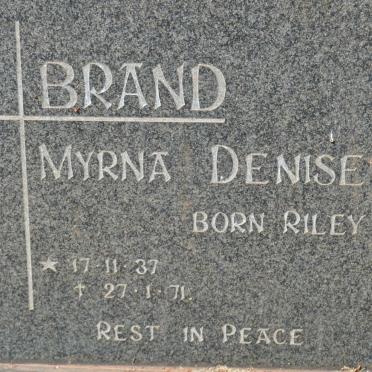 BRAND
MYRNA DENISE
BORN RILEY
★ 17·11·37
† 27·1·71.
REST IN PEACE